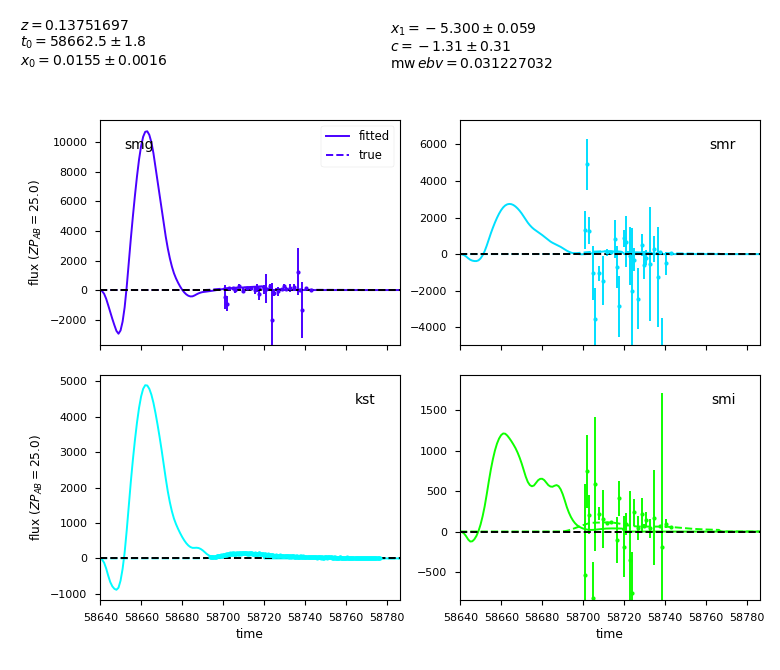 z = 0.13751697
t0 = 58662.5 ± 1.8
x0 = 0.0155 ± 0.0016
x1 = −5.300 ± 0.059
c = −1.31 ± 0.31
mw ebv = 0.031227032
smg
fitted
true
10000
8000
6000
4000
2000
0
−2000
flux (ZPAB = 25.0)
smr
6000
4000
2000
0
−2000
−4000
kst
5000
4000
3000
2000
1000
0
−1000
flux (ZPAB = 25.0)
58640 58660 58680 58700 58720 58740 58760 58780
time
smi
1500
1000
500
0
−500
58640 58660 58680 58700 58720 58740 58760 58780
time